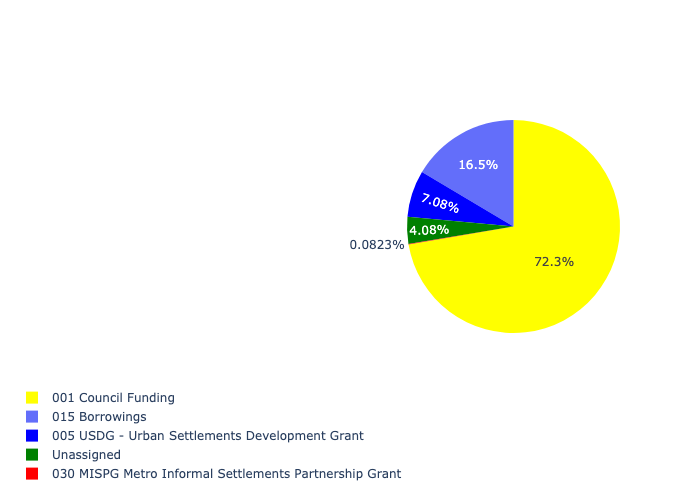 16.5%
7.08%
4.08%
0.0823%
72.3%
001 Council Funding
015 Borrowings
005 USDG - Urban Settlements Development Grant
Unassigned
030 MISPG Metro Informal Settlements Partnership Grant